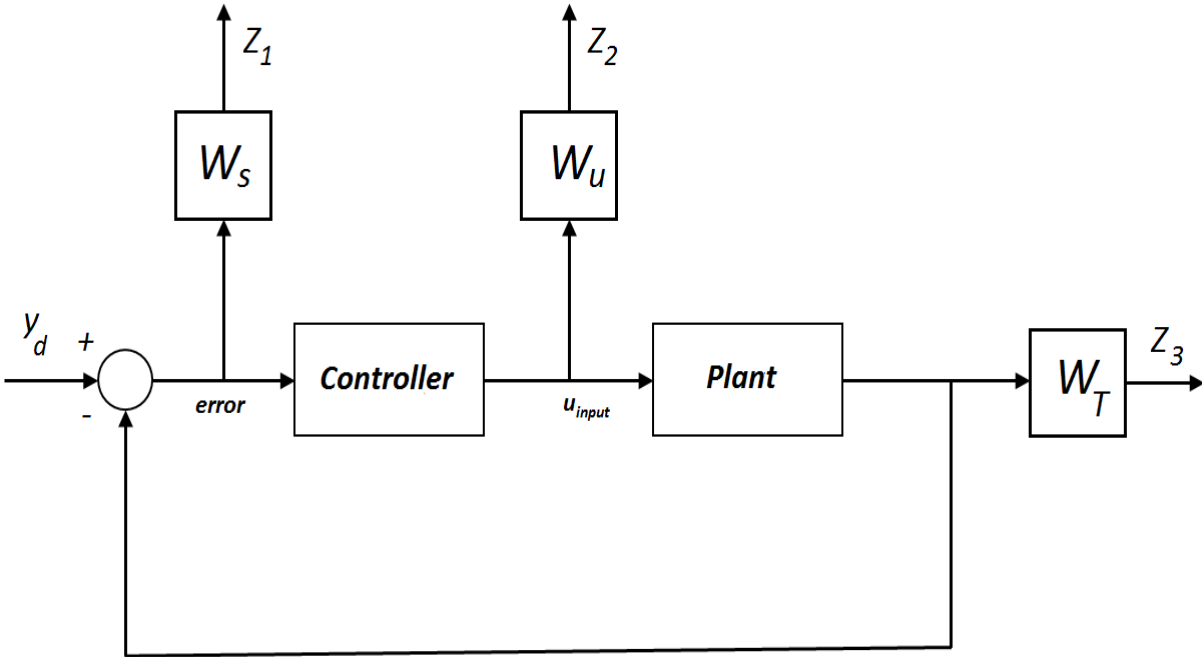 Z1
Z2
Ws
Wu
yd
+
-
error
Controller
uinput
Plant
WT
Z3